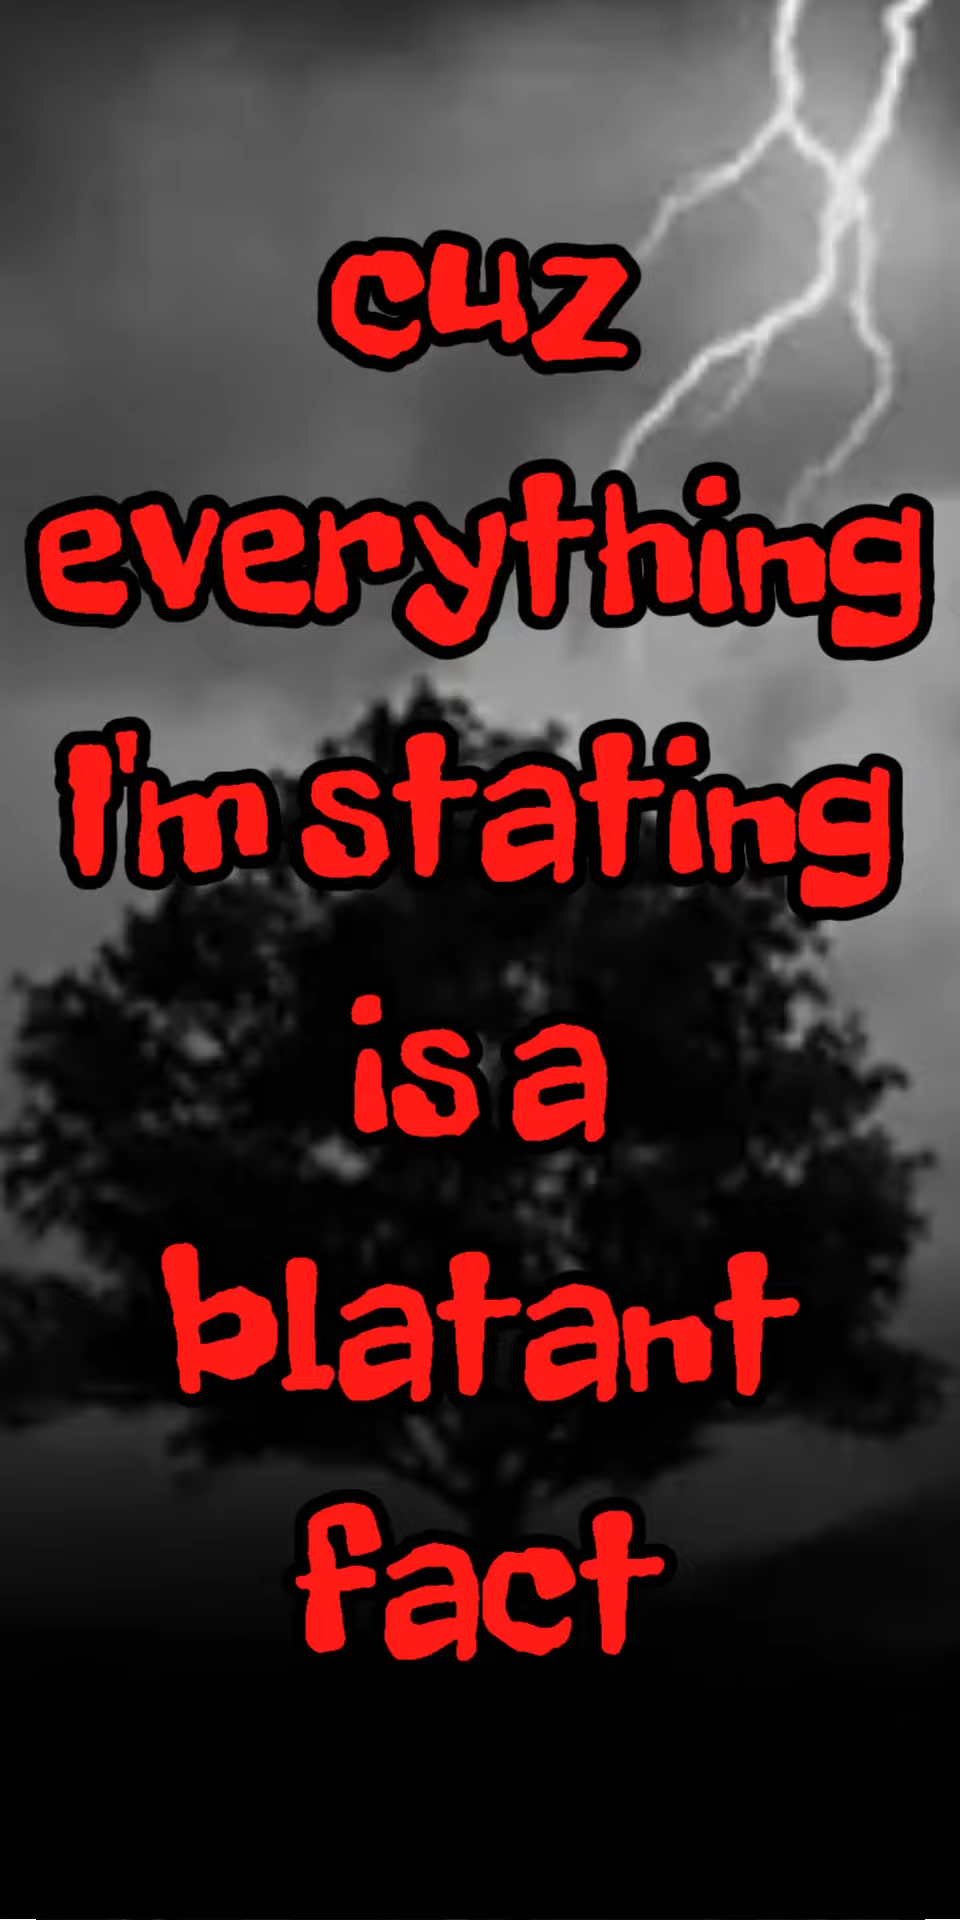 cuz
everything
I'm stating
is a
blatant
fact